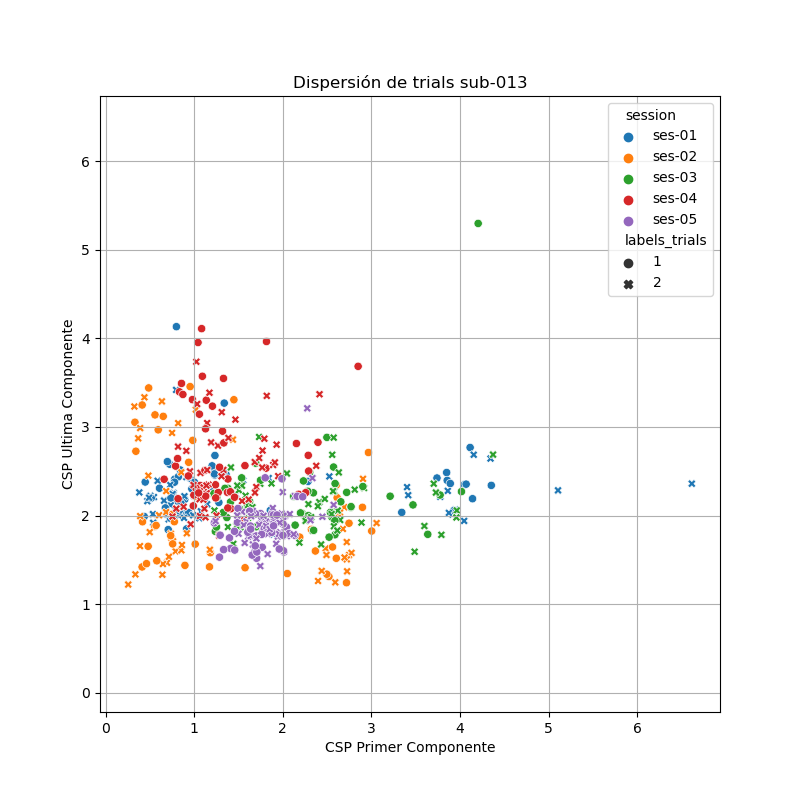 Dispersión de trials sub-013
CSP Ultima Componente
6
5
4
3
2
1
0
0 1 2 3 4 5 6
CSP Primer Componente
session
ses-01
ses-02
ses-03
ses-04
ses-05
labels_trials
1
2